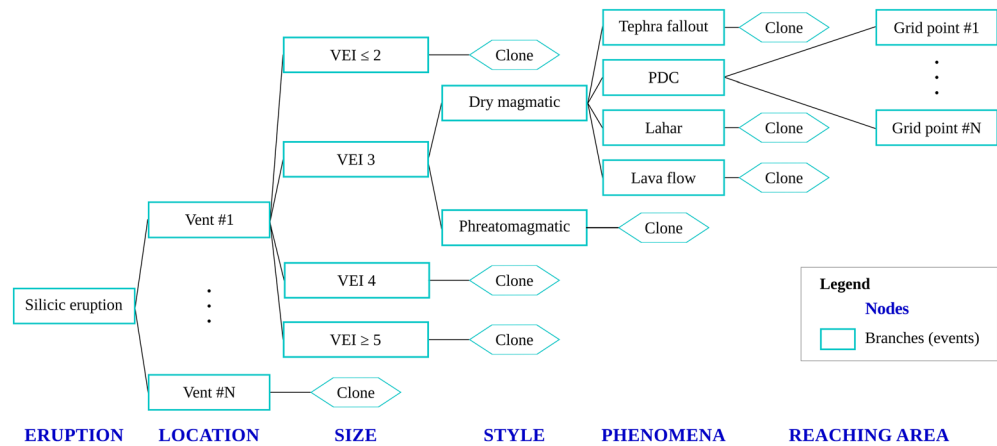 Silicic eruption
Vent #1
Vent #N
Clone
VEI ≤ 2
Clone
VEI 3
VEI 4
Clone
VEI ≥ 5
Clone
Dry magmatic
Phreatomagmatic
Clone
Tephra fallout
Clone
PDC
Lahar
Clone
Lava flow
Clone
Grid point #1
Grid point #N
Legend
Nodes
Branches (events)
ERUPTION LOCATION SIZE STYLE PHENOMENA REACHING AREA